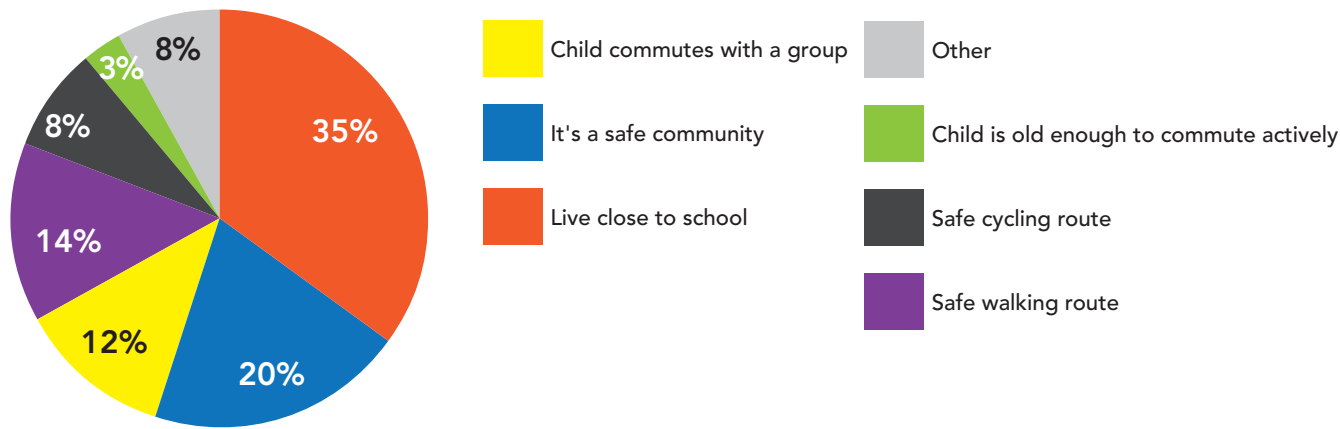 8%
3%
8%
35%
14%
12%
20%
Child commutes with a group
It's a safe community
Live close to school
Other
Child is old enough to commute actively
Safe cycling route
Safe walking route